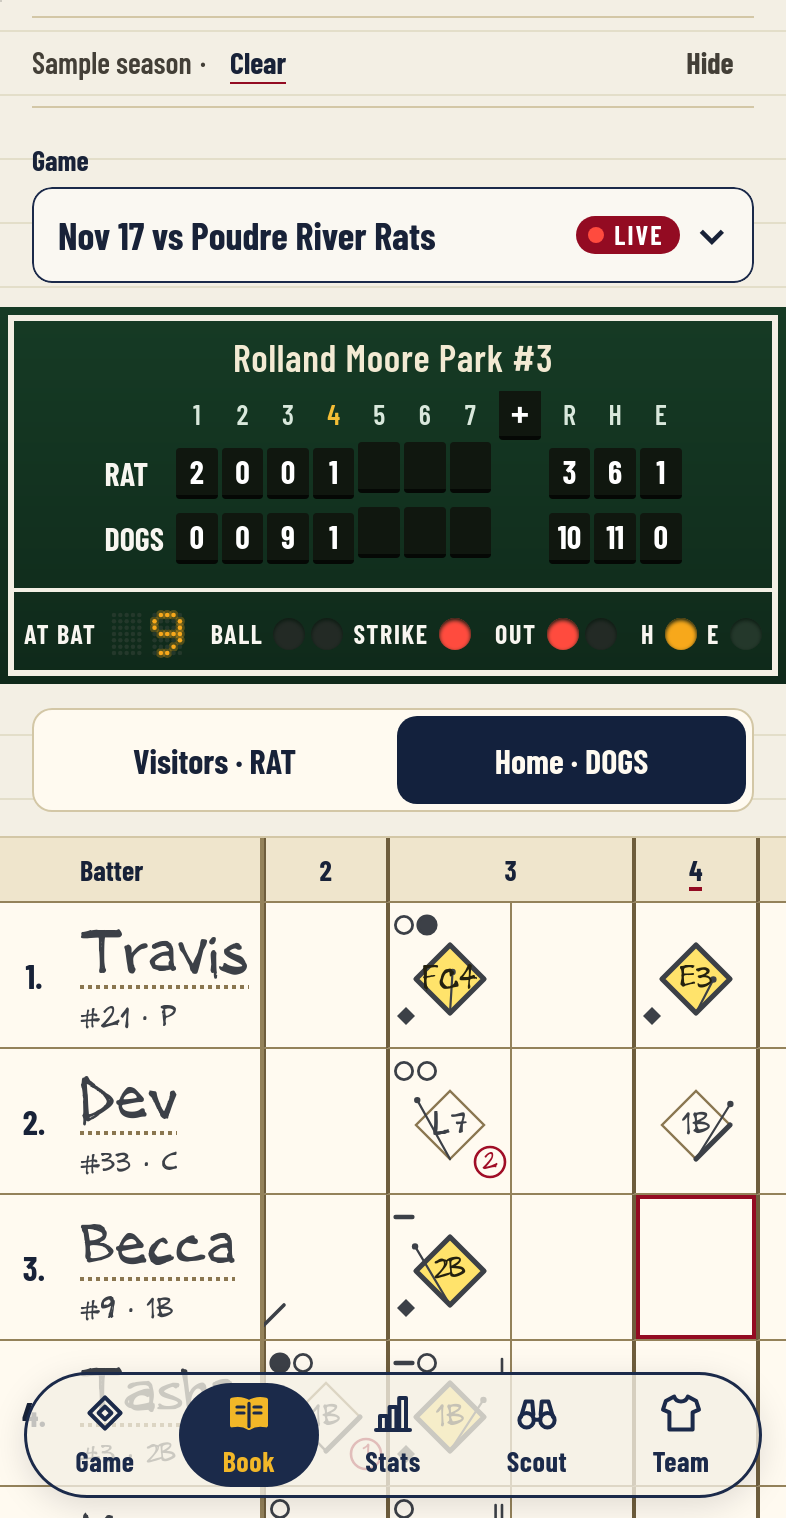 Sample season · Clear Hide
Game
Nov 17 vs Poudre River Rats LIVE
Rolland Moore Park #3
1 2 3 4 5 6 7 + R H E
RAT 2 0 0 1 3 6 1
DOGS 0 0 9 1 10 11 0
AT BAT 9 BALL STRIKE OUT H E
Visitors · RAT Home · DOGS
Batter 2 3 4
1. Travis FC4 E3
#21 · P
2. Dev L7 1B
#33 · C 2
3. Becca 2B
#9 · 1B
4. Tasha 1B 1B
#3 · 2B 1
Game Book Stats Scout Team